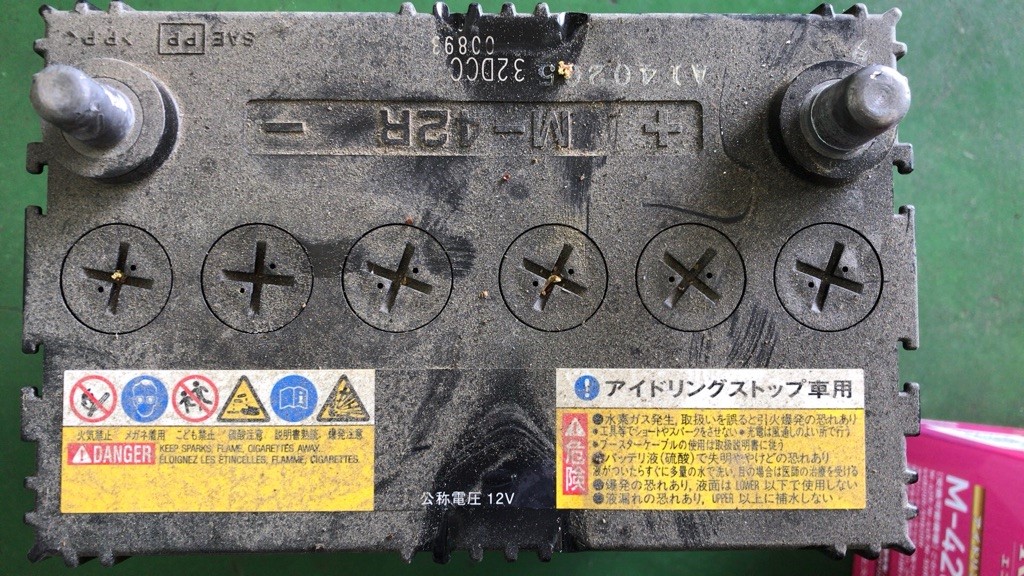 SAE PP >PP<
32DCC
00893
A140205
+ M-42R -
火気禁止 メガネ着用 こども禁止 硫酸注意 説明書熟読 爆発注意
DANGER KEEP SPARKS, FLAME, CIGARETTES AWAY.
ÉLOIGNEZ LES ÉTINCELLES, FLAMME, CIGARETTES.
公称電圧 12V
アイドリングストップ車用
危険
●水素ガス発生, 取扱いを誤ると引火爆発の恐れあり
・工具等でショートやスパークをさせない ・充電は風通しのよい所で行う
・ブースターケーブルの使用は取扱説明書に従う
●バッテリ液(硫酸)で失明ややけどの恐れあり
液がついたらすぐに多量の水で洗い, 目の場合は医師の治療を受ける
●爆発の恐れあり, 液面は LOWER 以下で使用しない
●液漏れの恐れあり, UPPER 以上に補水しない
M-42